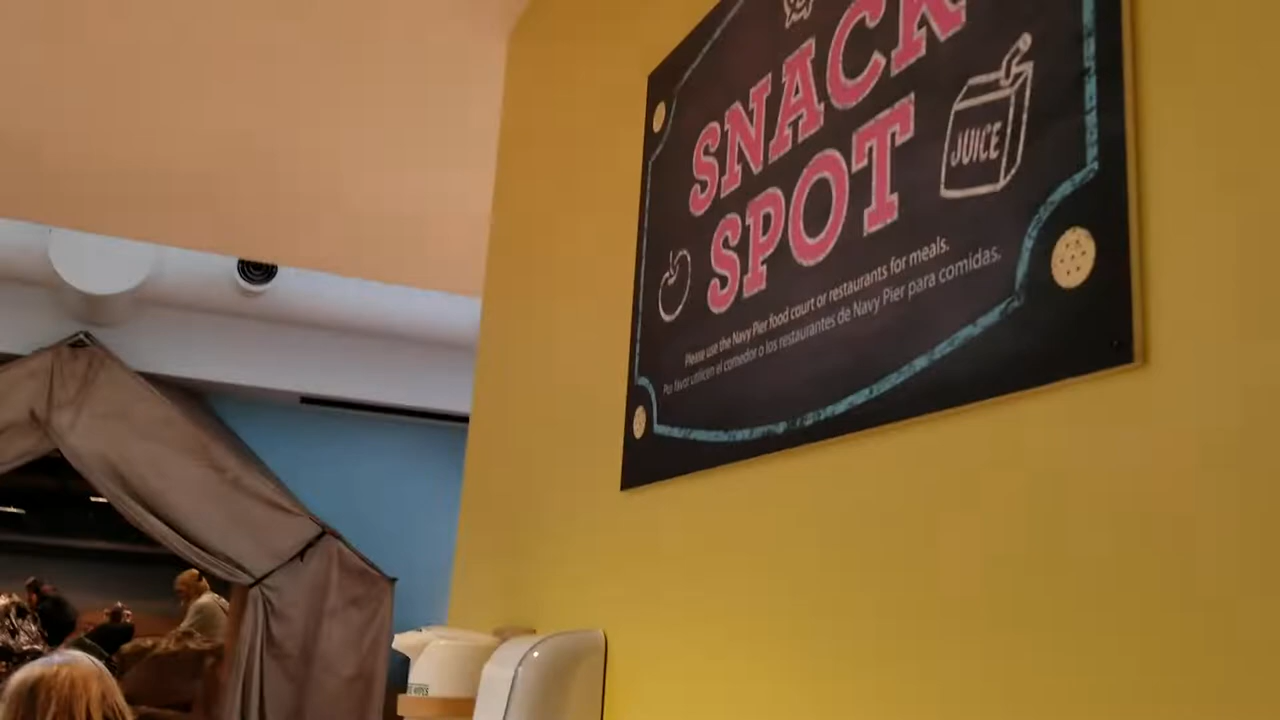 SNACK
SPOT
JUICE
Please use the Navy Pier food court or restaurants for meals.
Por favor utilicen el comedor o los restaurantes de Navy Pier para comidas.
WIPES